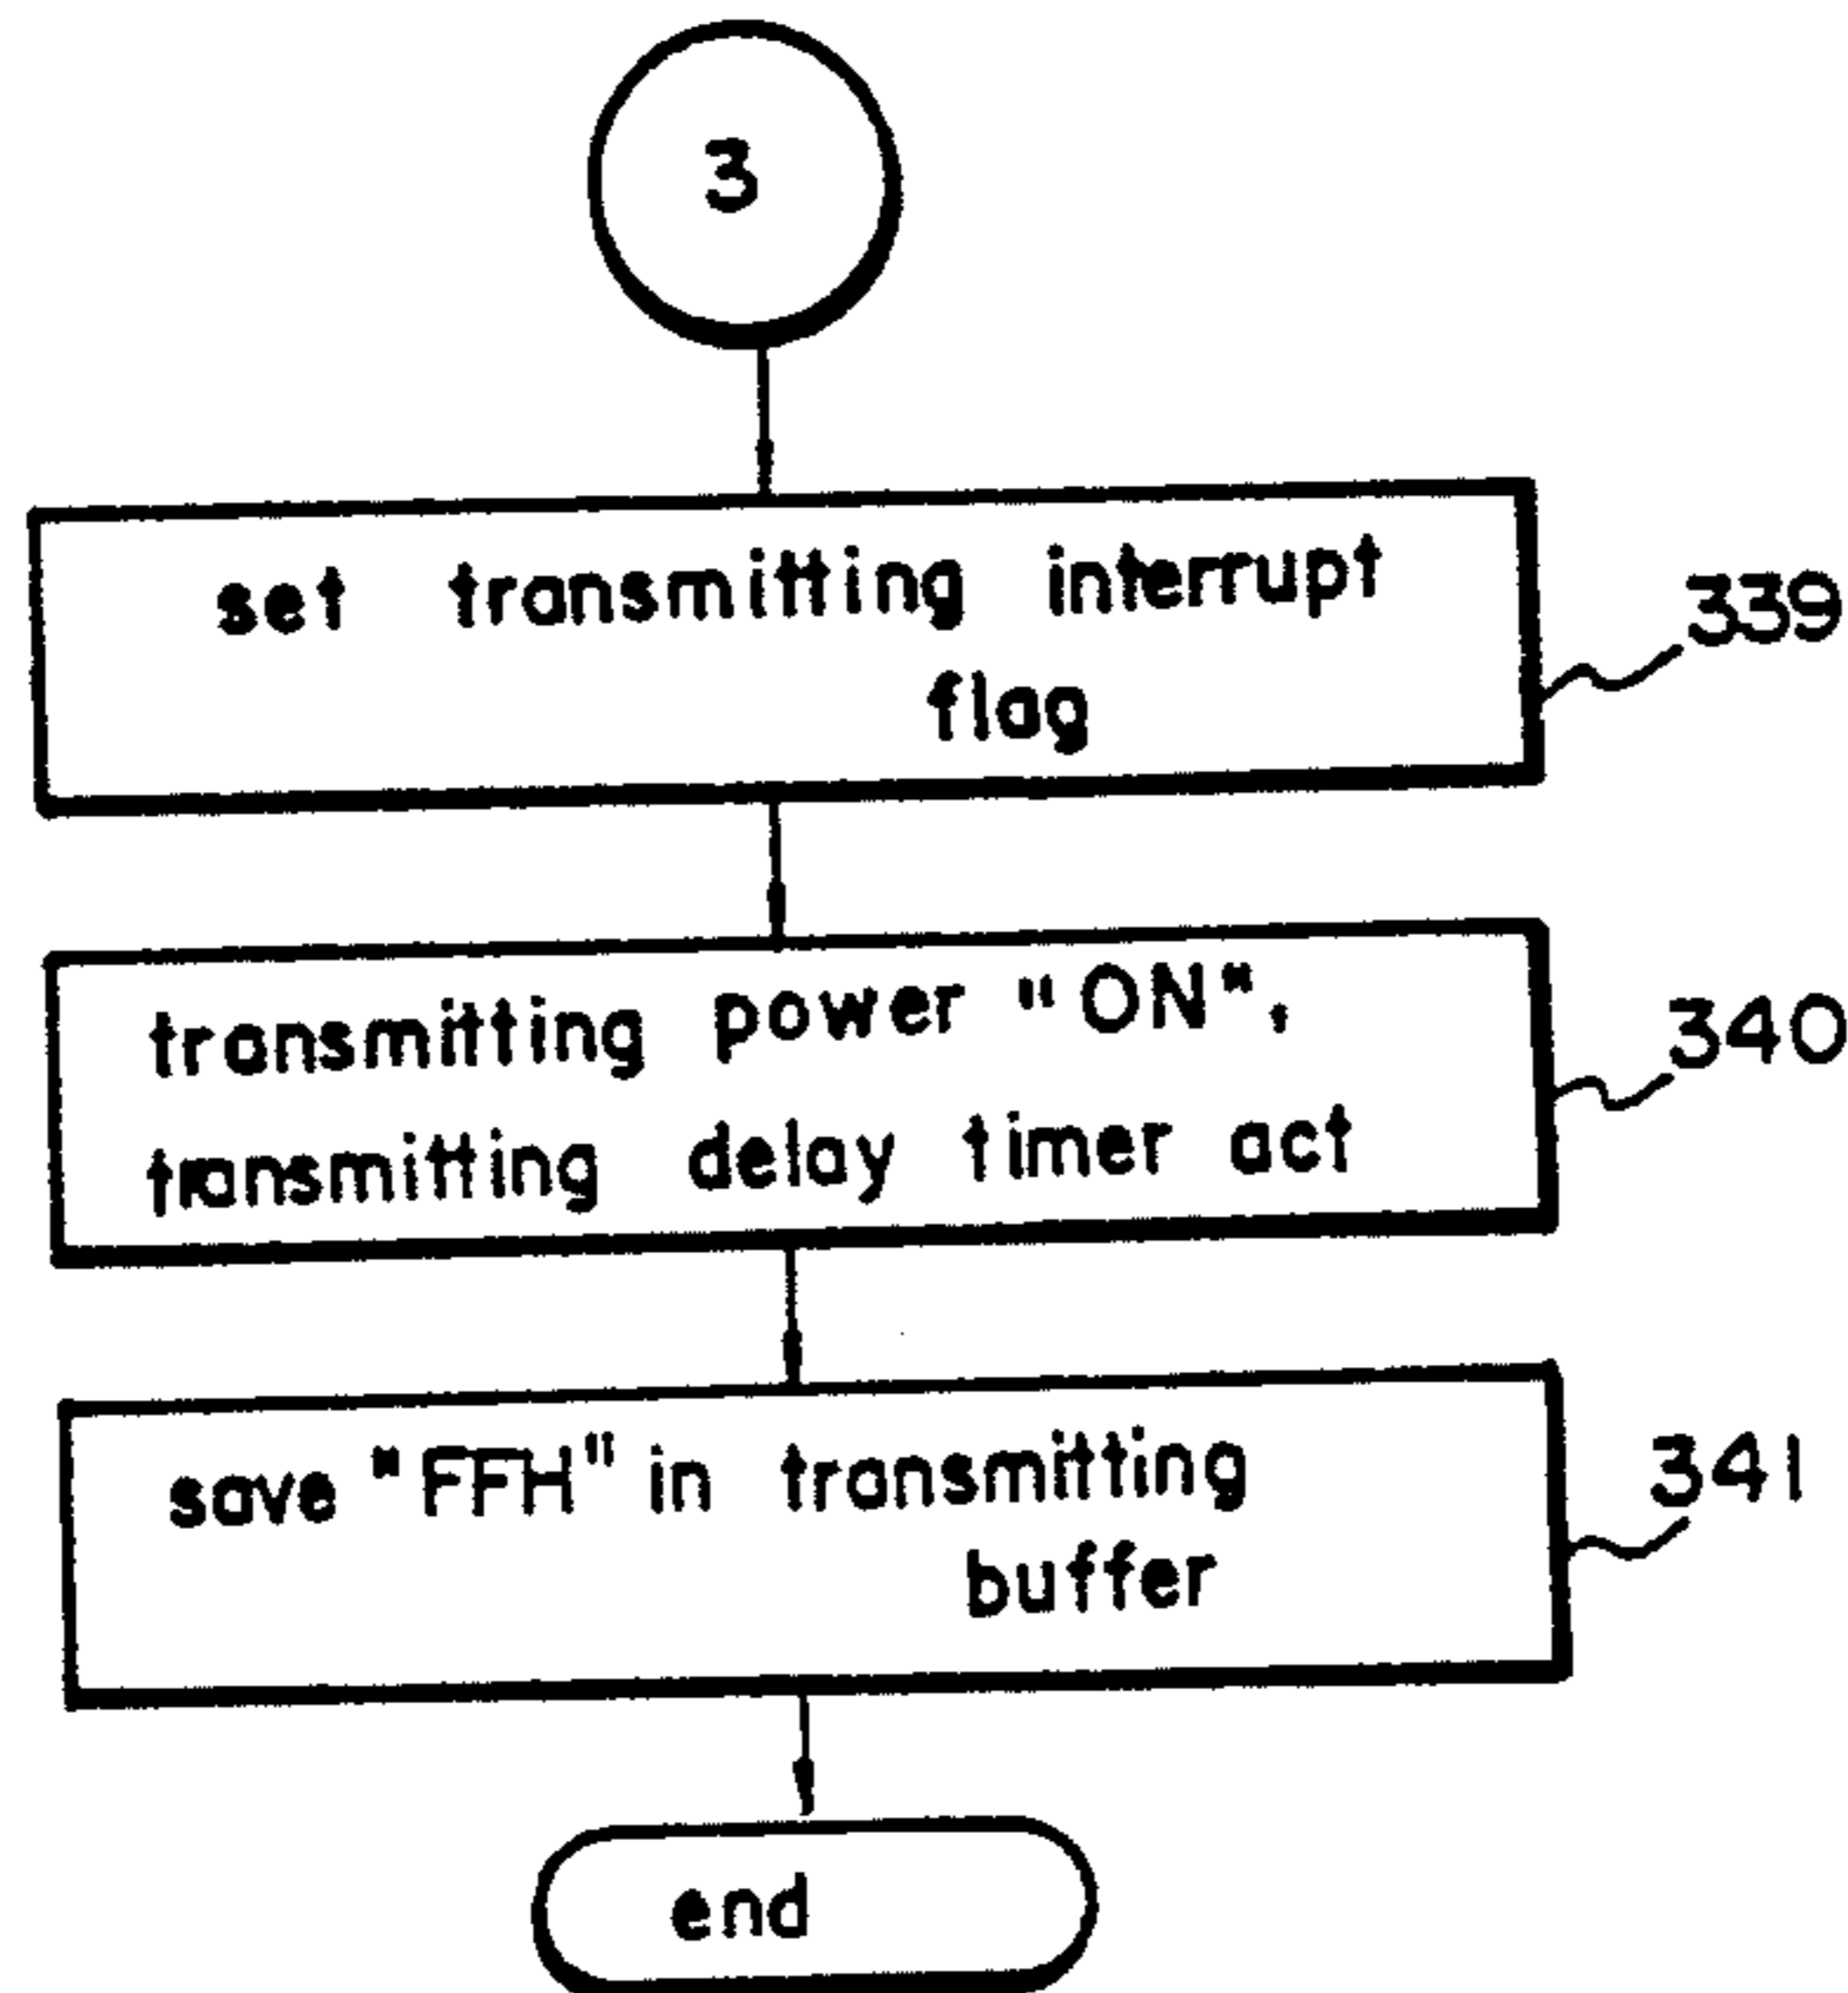 3
set transmitting interrupt
flag
339
transmitting power "ON",
transmitting delay timer act
340
save "FFH" in transmitting
buffer
341
end